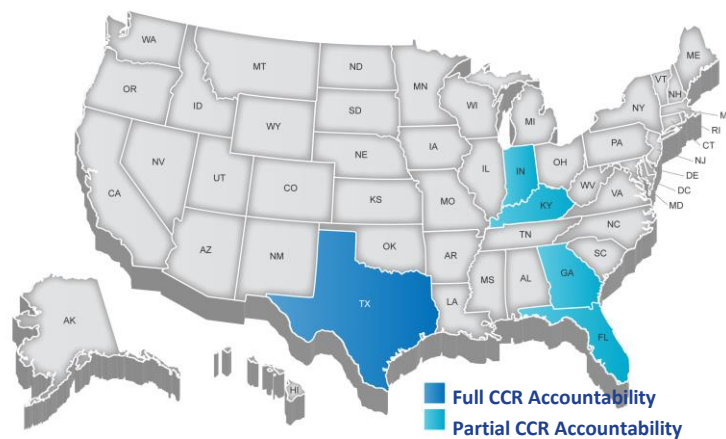 WA
ME
MT
ND
VT
MN
NH
OR
ID
SD
WI
NY
M
WY
MI
RI
CT
IA
PA
NJ
NE
NV
IL
IN
OH
DE
UT
DC
CA
CO
WV
VA
MD
KS
MO
KY
NC
TN
AZ
NM
OK
AR
SC
MS
AL
GA
TX
LA
AK
FL
HI
Full CCR Accountability
Partial CCR Accountability